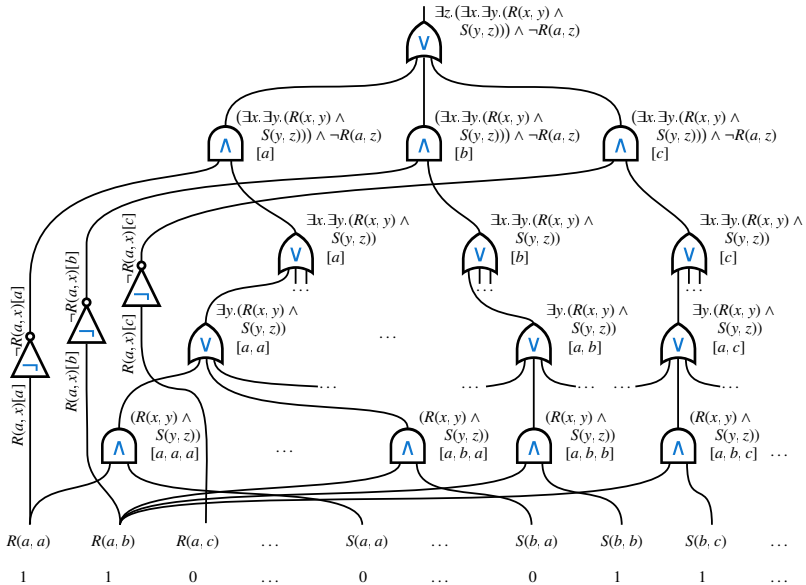 ∃z.(∃x.∃y.(R(x, y) ∧
S(y, z))) ∧ ¬R(a, z)
∨
(∃x.∃y.(R(x, y) ∧
S(y, z))) ∧ ¬R(a, z)
[a]
∧
(∃x.∃y.(R(x, y) ∧
S(y, z))) ∧ ¬R(a, z)
[b]
∧
(∃x.∃y.(R(x, y) ∧
S(y, z))) ∧ ¬R(a, z)
[c]
∧
∃x.∃y.(R(x, y) ∧
S(y, z))
[a]
∨
...
∃x.∃y.(R(x, y) ∧
S(y, z))
[b]
∨
...
∃x.∃y.(R(x, y) ∧
S(y, z))
[c]
∨
...
¬R(a, x)[a]
¬
R(a, x)[a]
¬R(a, x)[b]
¬
R(a, x)[b]
¬R(a, x)[c]
¬
R(a, x)[c]
∃y.(R(x, y) ∧
S(y, z))
[a, a]
∨
...
...
∃y.(R(x, y) ∧
S(y, z))
[a, b]
∨
... ...
∃y.(R(x, y) ∧
S(y, z))
[a, c]
∨
... ...
(R(x, y) ∧
S(y, z))
[a, a, a]
∧
...
(R(x, y) ∧
S(y, z))
[a, b, a]
∧
(R(x, y) ∧
S(y, z))
[a, b, b]
∧
(R(x, y) ∧
S(y, z))
[a, b, c]
∧
...
R(a, a) R(a, b) R(a, c) ... S(a, a) ... S(b, a) S(b, b) S(b, c) ...
1 1 0 ... 0 ... 0 1 1 ...